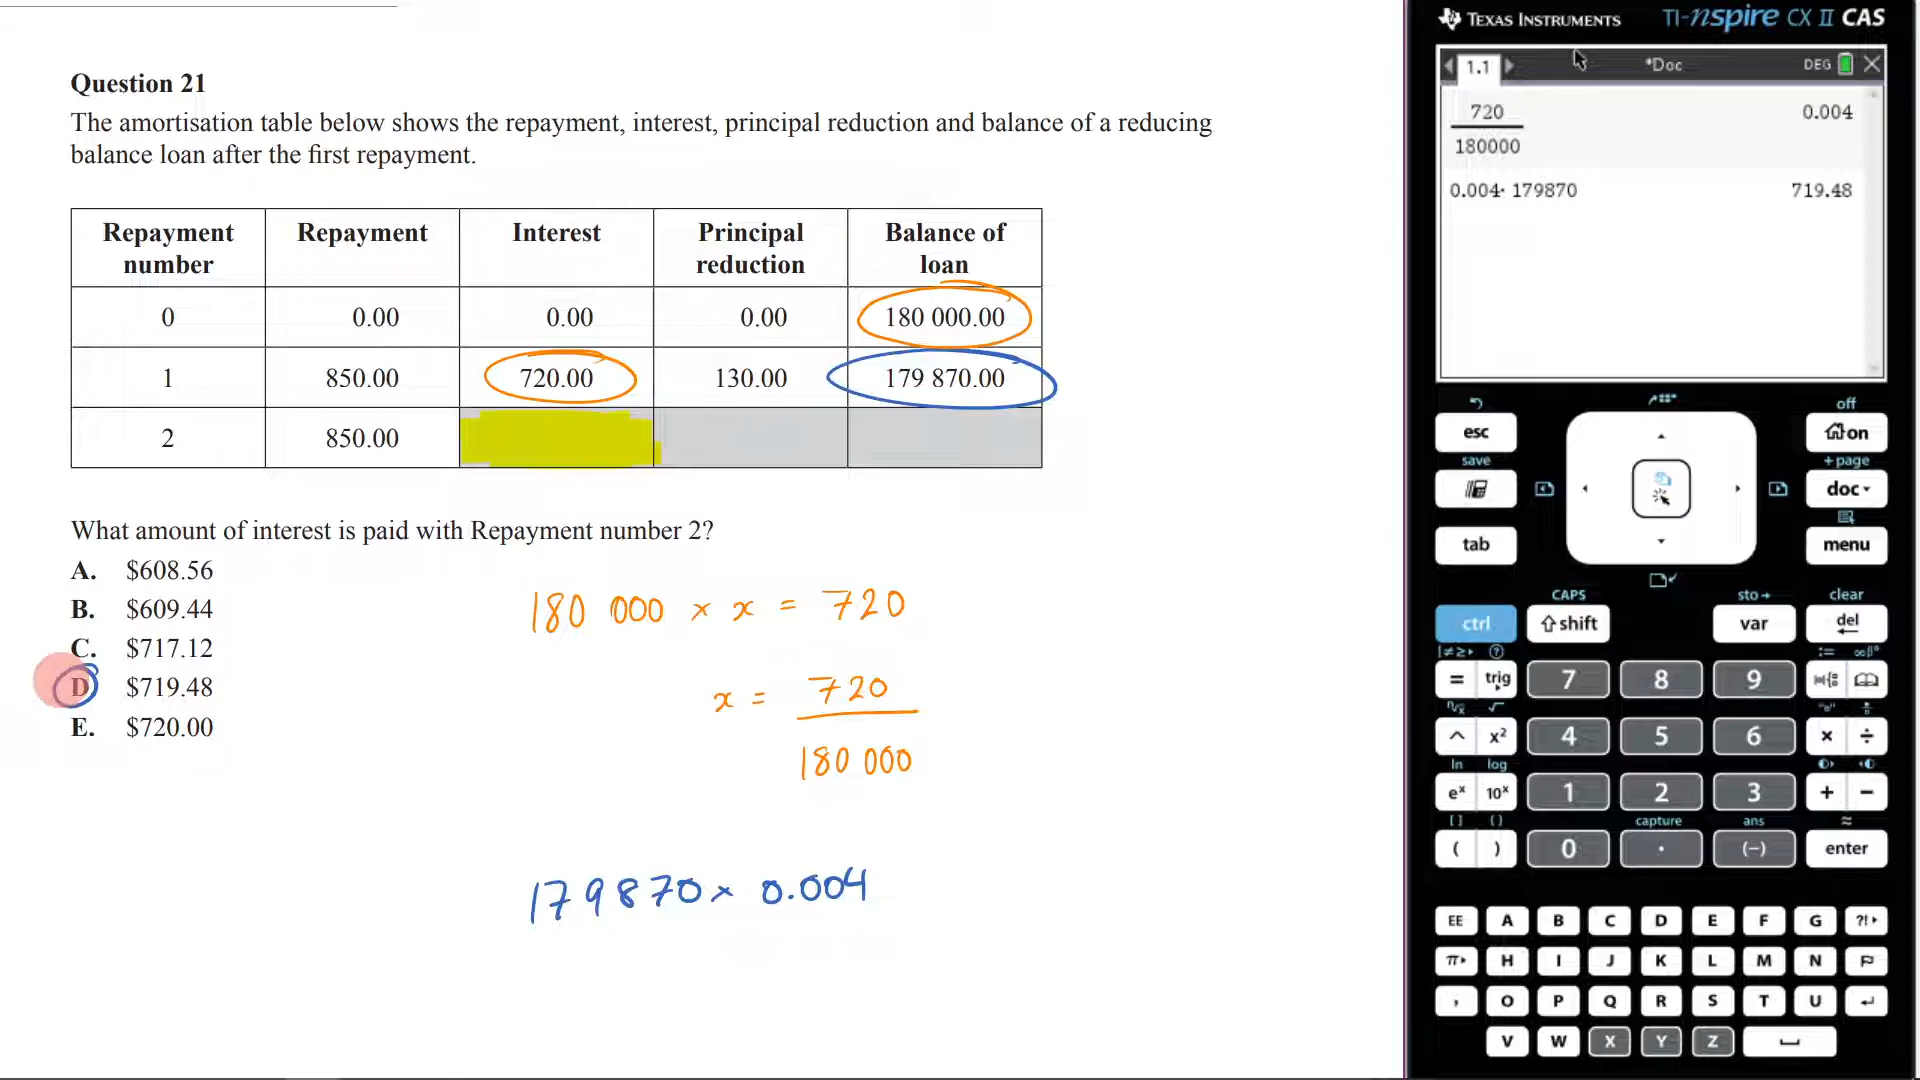 Question 21
The amortisation table below shows the repayment, interest, principal reduction and balance of a reducing
balance loan after the first repayment.
Repayment number Repayment Interest Principal reduction Balance of loan
0 0.00 0.00 0.00 180 000.00
1 850.00 720.00 130.00 179 870.00
2 850.00
What amount of interest is paid with Repayment number 2?
A. $608.56
B. $609.44
C. $717.12
D $719.48
E. $720.00
180 000 × x = 720
x = 720
180 000
179870 × 0.004
TEXAS INSTRUMENTS TI-nspire CX II CAS
1.1 *Doc DEG
720 0.004
180000
0.004· 179870 719.48
off
esc on
save +page
doc
tab menu
CAPS sto→ clear
ctrl shift var del
|≠≥▸ ? := ∞β°
= trig 7 8 9
ⁿ√x √
^ x² 4 5 6 × ÷
ln log
eˣ 10ˣ 1 2 3 + −
[ ] { } capture ans ≈
( ) 0 . (−) enter
EE A B C D E F G ?!▸
π▸ H I J K L M N
, O P Q R S T U ↵
V W X Y Z